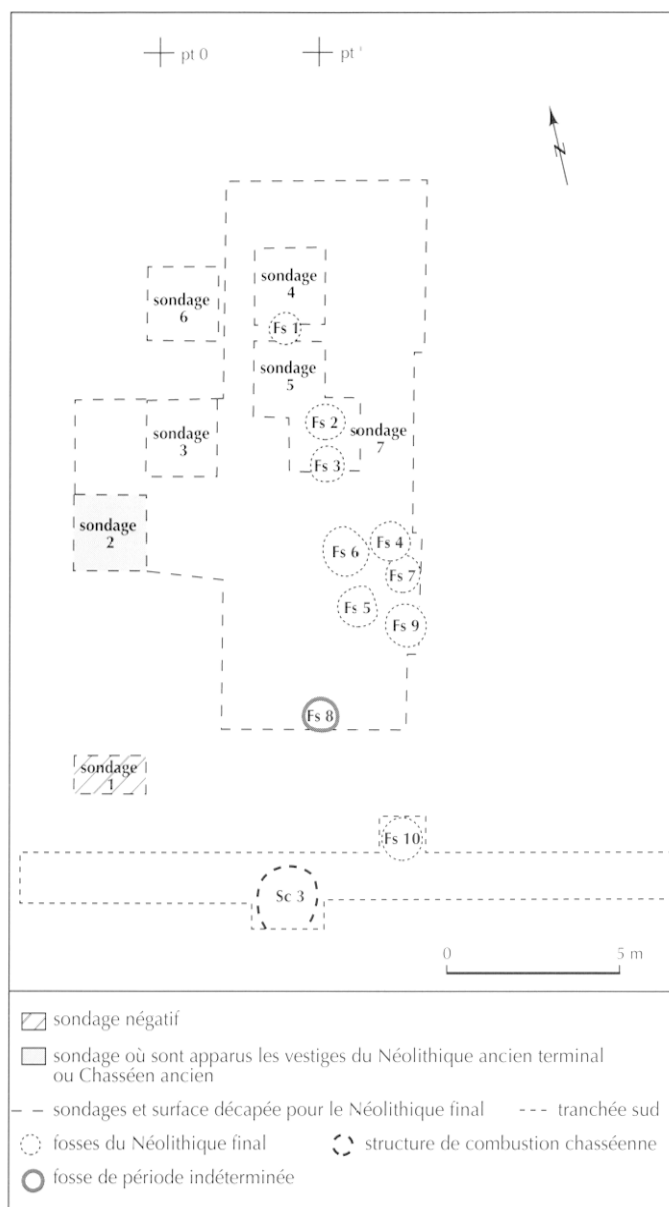 pt 0
pt
N
sondage
4
sondage
6
Fs 1
sondage
5
Fs 2
sondage
3
sondage
7
Fs 3
sondage
2
Fs 4
Fs 6
Fs 7
Fs 5
Fs 9
Fs 8
sondage
1
Fs 10
Sc 3
0
5 m
sondage négatif
sondage où sont apparus les vestiges du Néolithique ancien terminal
ou Chasséen ancien
sondages et surface décapée pour le Néolithique final
tranchée sud
fosses du Néolithique final
structure de combustion chasséenne
fosse de période indéterminée